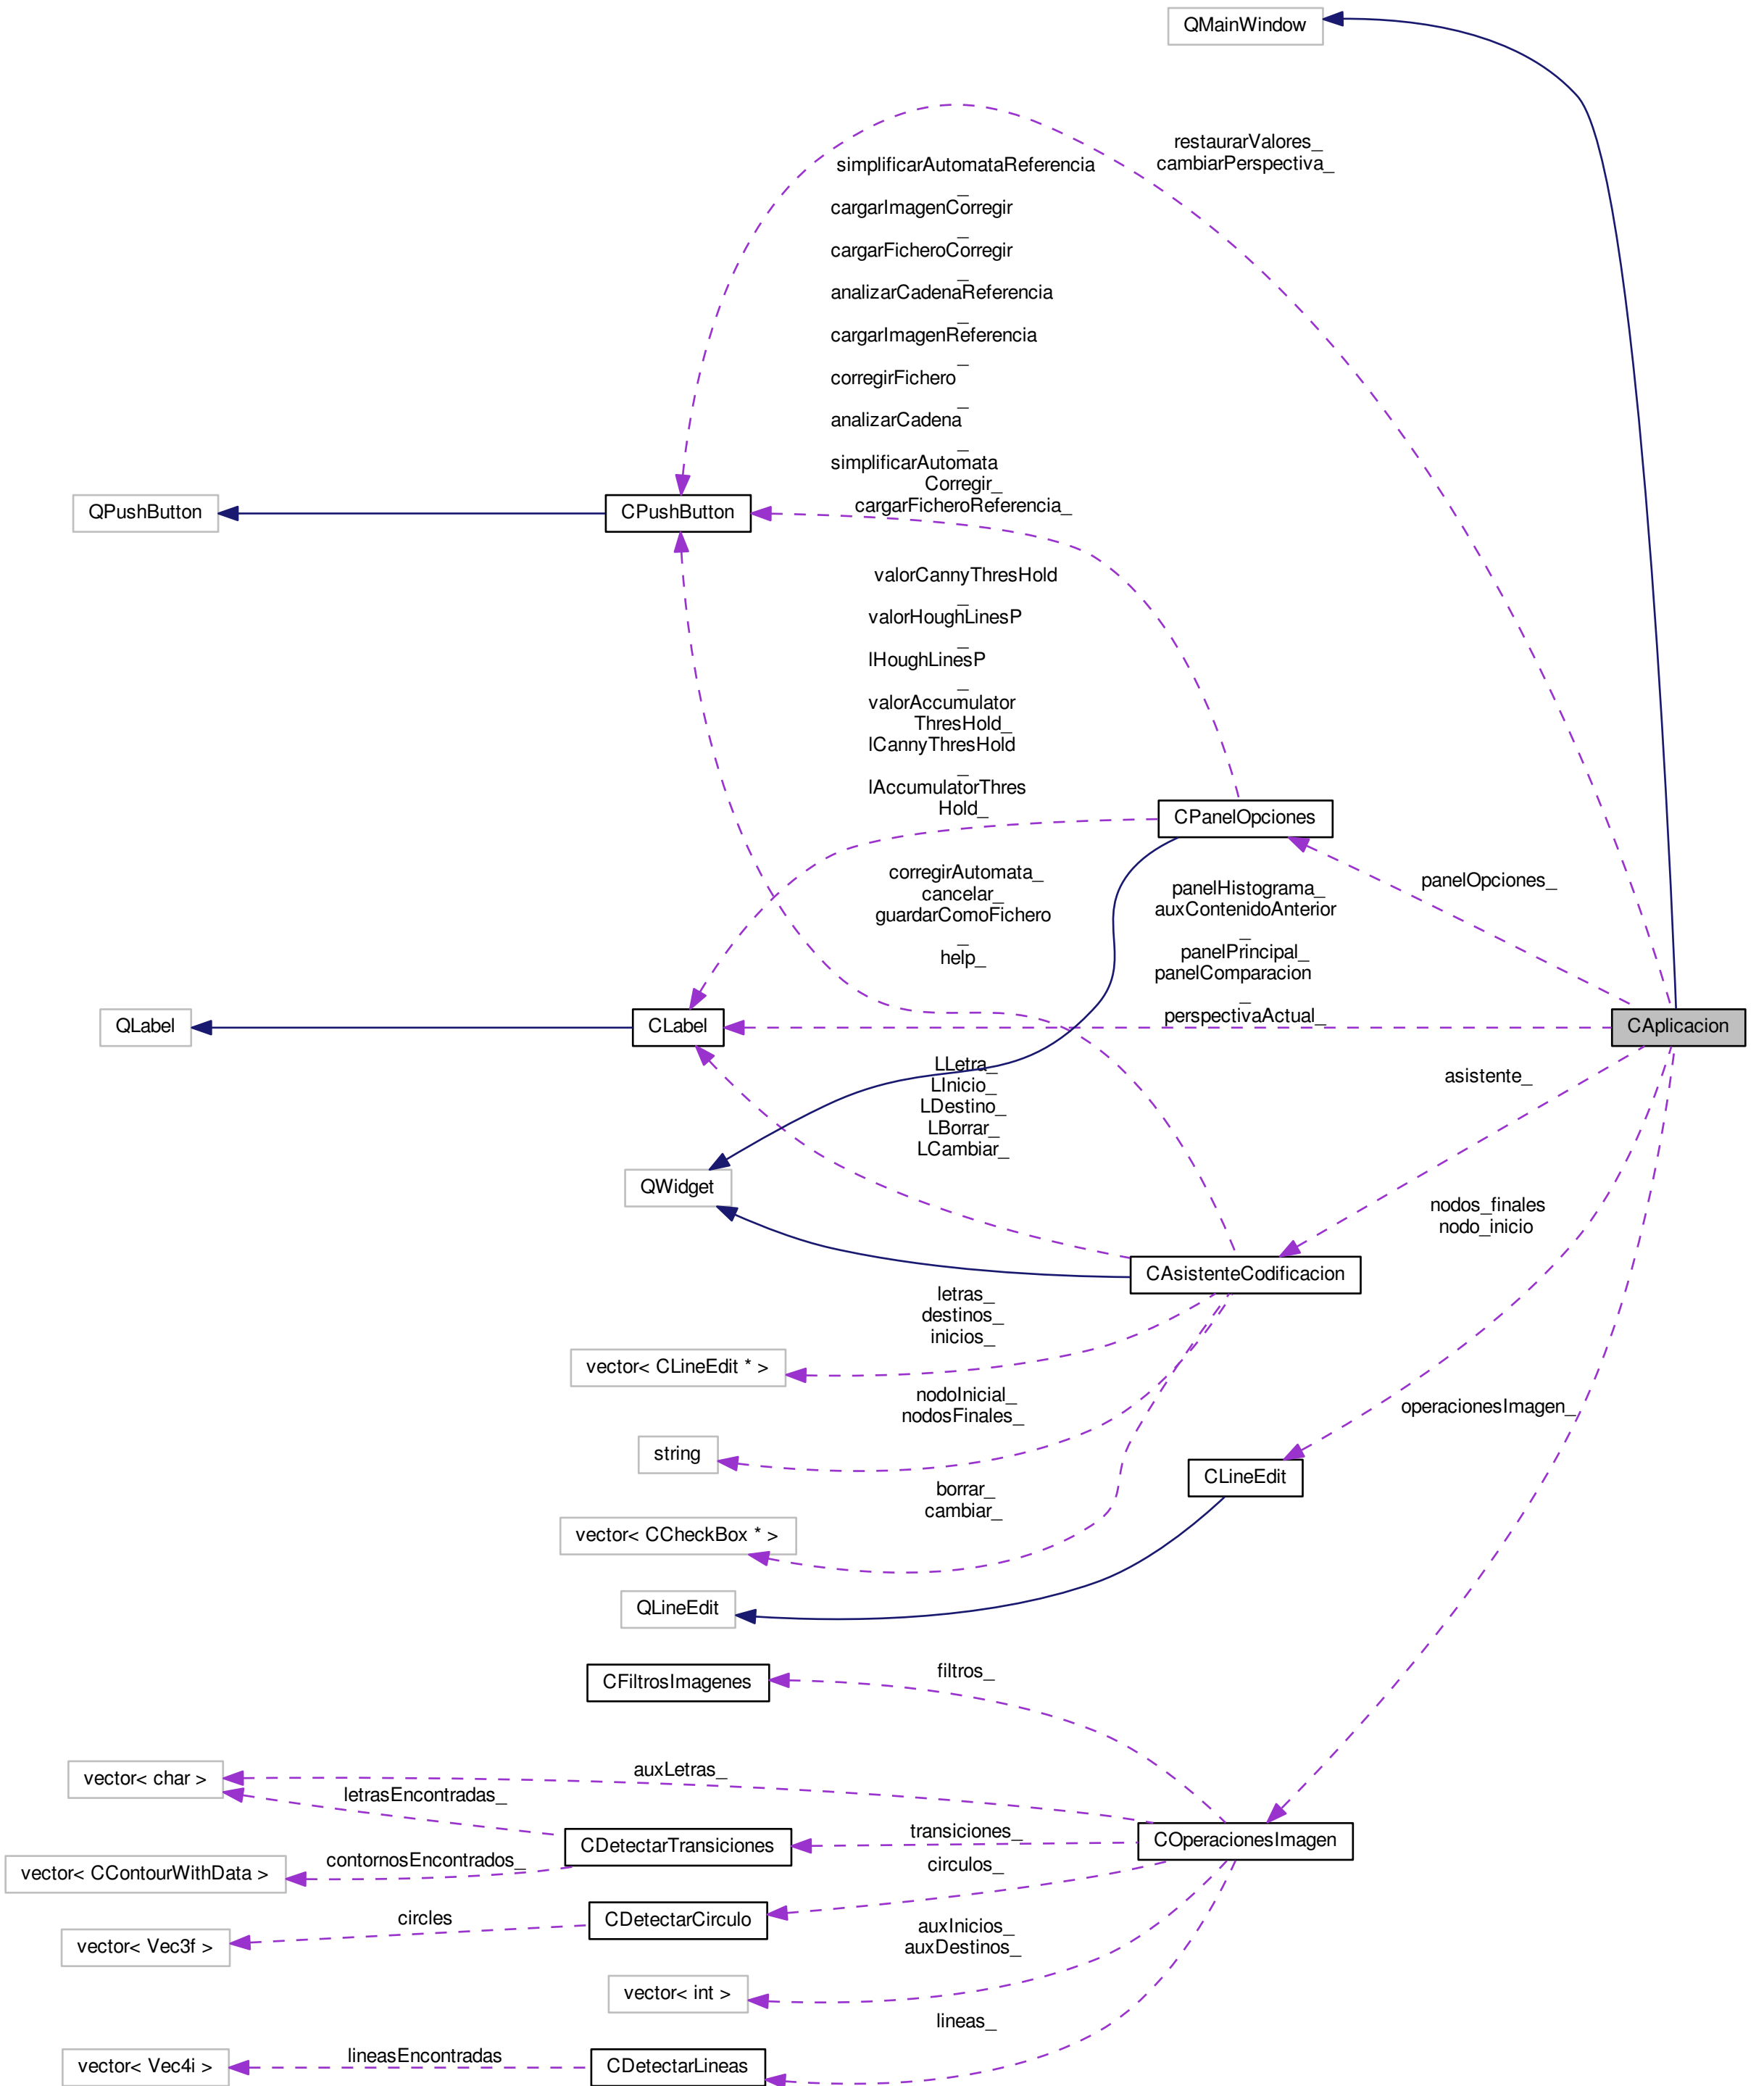 QMainWindow
restaurarValores_
cambiarPerspectiva_
simplificarAutomataReferencia
_
cargarImagenCorregir
_
cargarFicheroCorregir
_
analizarCadenaReferencia
_
cargarImagenReferencia
_
corregirFichero
_
analizarCadena
_
simplificarAutomata
Corregir_
cargarFicheroReferencia_
QPushButton
CPushButton
valorCannyThresHold
_
valorHoughLinesP
_
lHoughLinesP
_
valorAccumulator
ThresHold_
lCannyThresHold
_
lAccumulatorThres
Hold_
CPanelOpciones
panelOpciones_
corregirAutomata_
cancelar_
guardarComoFichero
_
help_
panelHistograma_
auxContenidoAnterior
_
panelPrincipal_
panelComparacion
_
perspectivaActual_
QLabel
CLabel
CAplicacion
asistente_
LLetra_
LInicio_
LDestino_
LBorrar_
LCambiar_
QWidget
nodos_finales
nodo_inicio
CAsistenteCodificacion
letras_
destinos_
inicios_
vector< CLineEdit * >
nodoInicial_
nodosFinales_
operacionesImagen_
string
CLineEdit
borrar_
cambiar_
vector< CCheckBox * >
QLineEdit
filtros_
CFiltrosImagenes
auxLetras_
vector< char >
letrasEncontradas_
transiciones_
CDetectarTransiciones
COperacionesImagen
contornosEncontrados_
vector< CContourWithData >
circulos_
circles
CDetectarCirculo
vector< Vec3f >
auxInicios_
auxDestinos_
vector< int >
lineas_
lineasEncontradas
vector< Vec4i >
CDetectarLineas